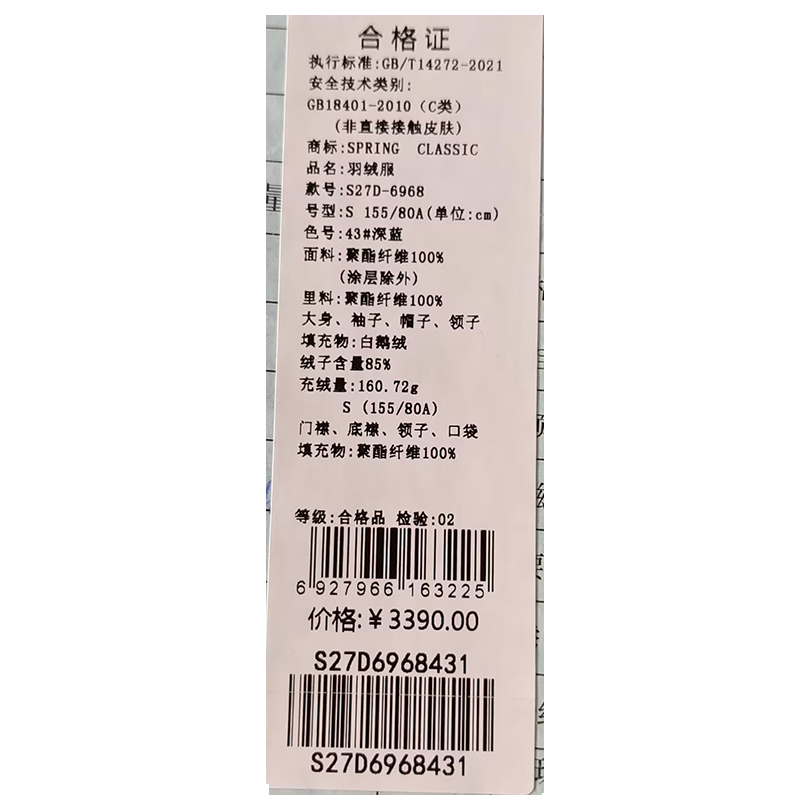 合格证
执行标准:GB/T14272-2021
安全技术类别:
GB18401-2010（C类）
(非直接接触皮肤)
商标:SPRING CLASSIC
品名:羽绒服
款号:S27D-6968
号型:S 155/80A(单位:cm)
色号:43#深蓝
面料:聚酯纤维100%
(涂层除外)
里料:聚酯纤维100%
大身、袖子、帽子、领子
填充物:白鹅绒
绒子含量85%
充绒量:160.72g
S (155/80A)
门襟、底襟、领子、口袋
填充物:聚酯纤维100%
等级:合格品 检验:02
6 927966 163225
价格:￥3390.00
S27D6968431
S27D6968431